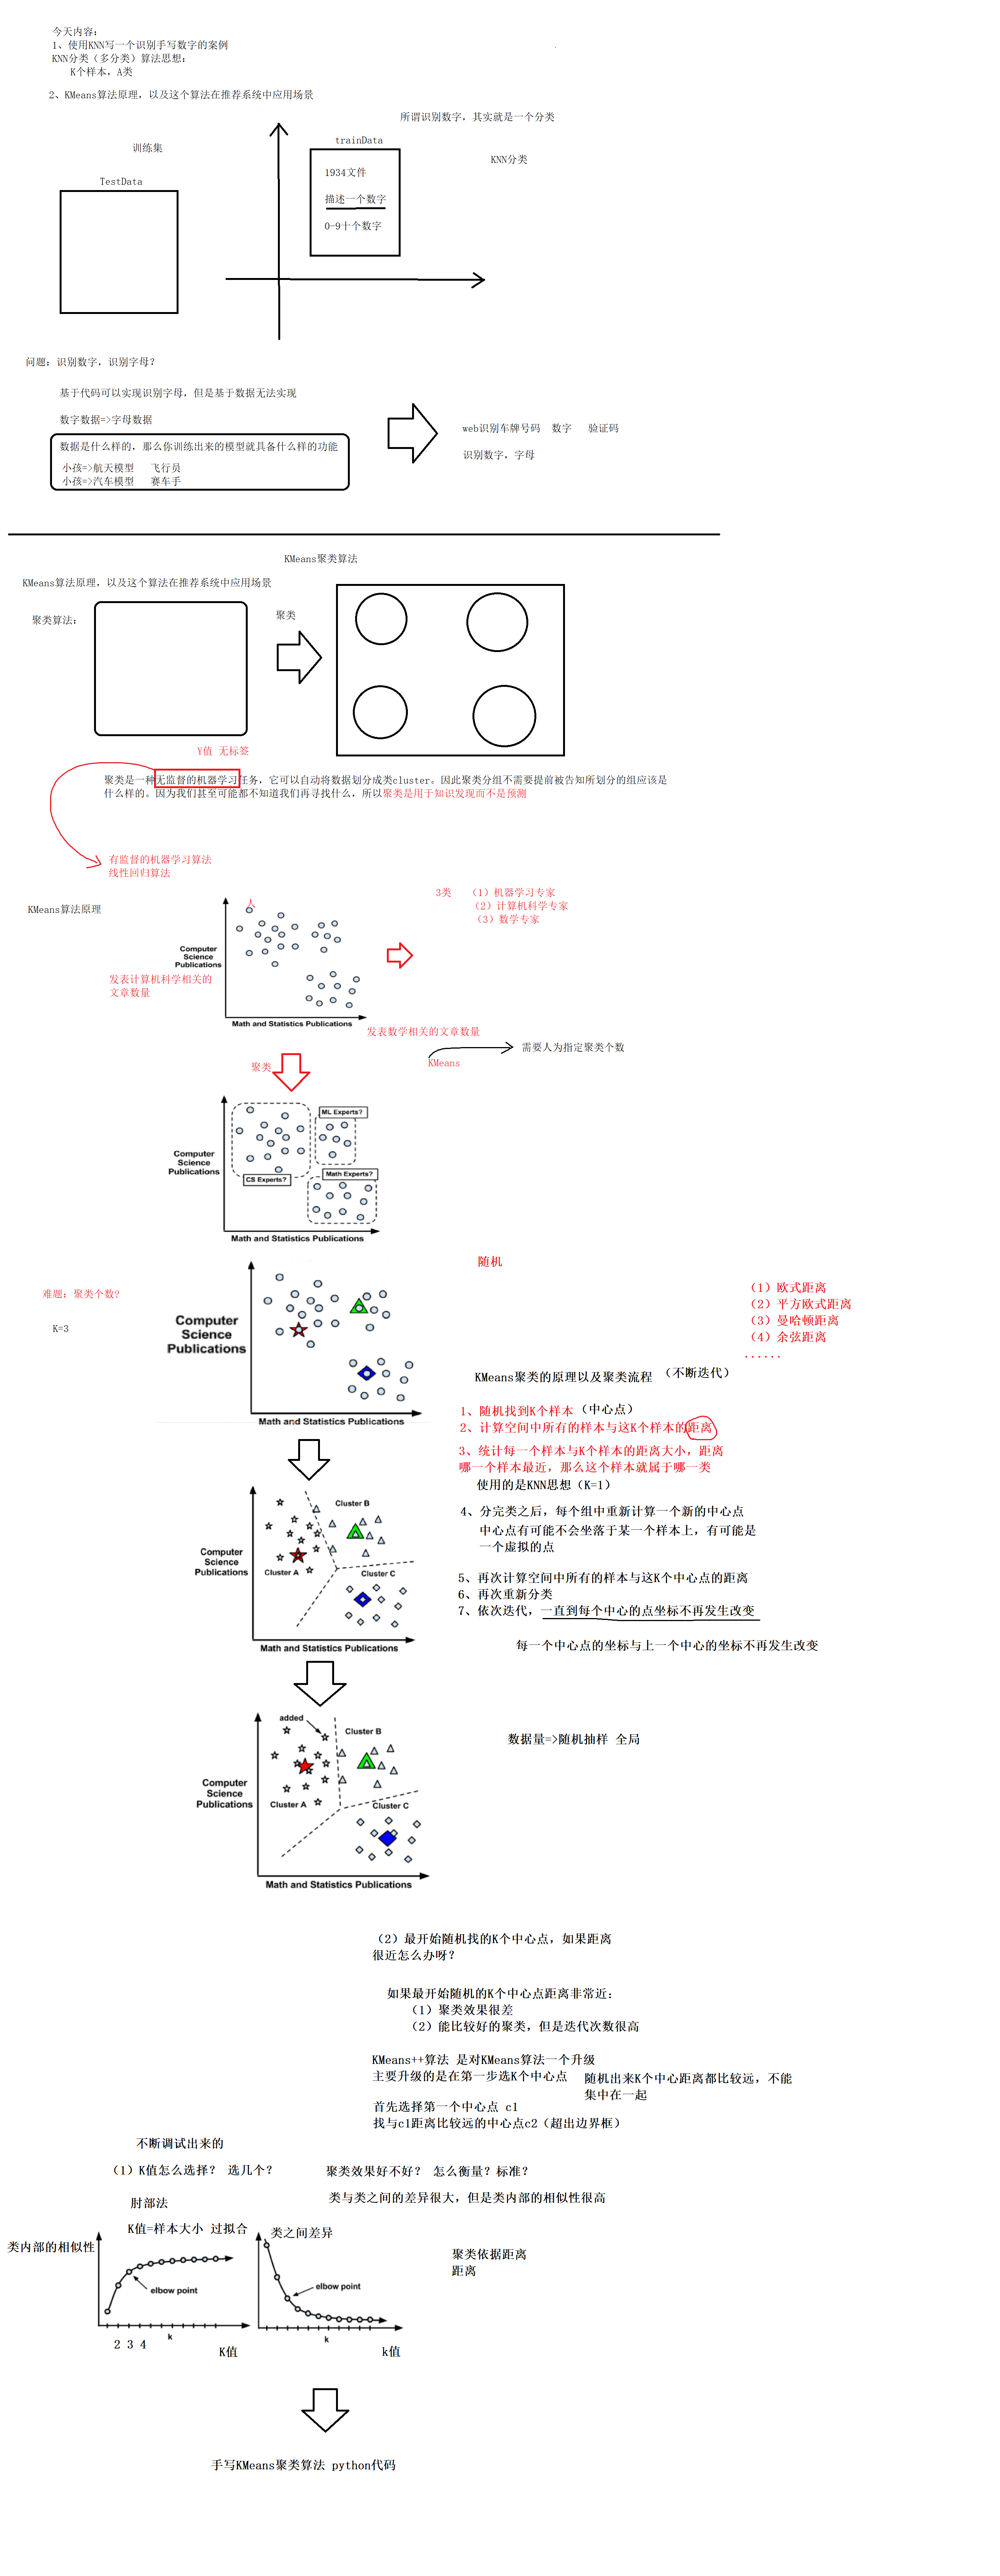 今天内容:
1、使用KNN写一个识别手写数字的案例
KNN分类（多分类）算法思想:
K个样本, A类
2、KMeans算法原理, 以及这个算法在推荐系统中应用场景
所谓识别数字, 其实就是一个分类
训练集
trainData
KNN分类
TestData
1934文件
描述一个数字
0-9十个数字
问题: 识别数字, 识别字母?
基于代码可以实现识别字母, 但是基于数据无法实现
数字数据=>字母数据
web识别车牌号码 数字 验证码
数据是什么样的, 那么你训练出来的模型就具备什么样的功能
识别数字, 字母
小孩=>航天模型 飞行员
小孩=>汽车模型 赛车手
KMeans聚类算法
KMeans算法原理, 以及这个算法在推荐系统中应用场景
聚类算法:
聚类
Y值 无标签
聚类是一种无监督的机器学习任务, 它可以自动将数据划分成类cluster。因此聚类分组不需要提前被告知所划分的组应该是
什么样的。因为我们甚至可能都不知道我们再寻找什么, 所以聚类是用于知识发现而不是预测
有监督的机器学习算法
线性回归算法
3类 （1）机器学习专家
（2）计算机科学专家
（3）数学专家
KMeans算法原理
人
Computer
Science
Publications
发表计算机科学相关的
文章数量
Math and Statistics Publications
发表数学相关的文章数量
需要人为指定聚类个数
KMeans
聚类
ML Experts?
Computer
Science
Publications
CS Experts?
Math Experts?
Math and Statistics Publications
随机
难题: 聚类个数?
K=3
（1）欧式距离
（2）平方欧式距离
（3）曼哈顿距离
（4）余弦距离
......
Computer
Science
Publications
Math and Statistics Publications
KMeans聚类的原理以及聚类流程 （不断迭代）
1、随机找到K个样本（中心点）
2、计算空间中所有的样本与这K个样本的距离
3、统计每一个样本与K个样本的距离大小, 距离
哪一个样本最近, 那么这个样本就属于哪一类
使用的是KNN思想（K=1）
4、分完类之后, 每个组中重新计算一个新的中心点
中心点有可能不会坐落于某一个样本上, 有可能是
一个虚拟的点
5、再次计算空间中所有的样本与这K个中心点的距离
6、再次重新分类
7、依次迭代, 一直到每个中心的点坐标不再发生改变
每一个中心点的坐标与上一个中心的坐标不再发生改变
Cluster B
Computer
Science
Publications
Cluster A
Cluster C
Math and Statistics Publications
added
Cluster B
数据量=>随机抽样 全局
Computer
Science
Publications
Cluster A
Cluster C
Math and Statistics Publications
（2）最开始随机找的K个中心点, 如果距离
很近怎么办呀?
如果最开始随机的K个中心点距离非常近:
（1）聚类效果很差
（2）能比较好的聚类, 但是迭代次数很高
KMeans++算法 是对KMeans算法一个升级
主要升级的是在第一步选K个中心点
随机出来K个中心距离都比较远, 不能
集中在一起
首先选择第一个中心点 c1
找与c1距离比较远的中心点c2（超出边界框）
不断调试出来的
（1）K值怎么选择? 选几个?
聚类效果好不好? 怎么衡量? 标准?
类与类之间的差异很大, 但是类内部的相似性很高
肘部法
K值=样本大小 过拟合
类内部的相似性
类之间差异
聚类依据距离
距离
elbow point
elbow point
2 3 4
k
K值
k
k值
手写KMeans聚类算法 python代码